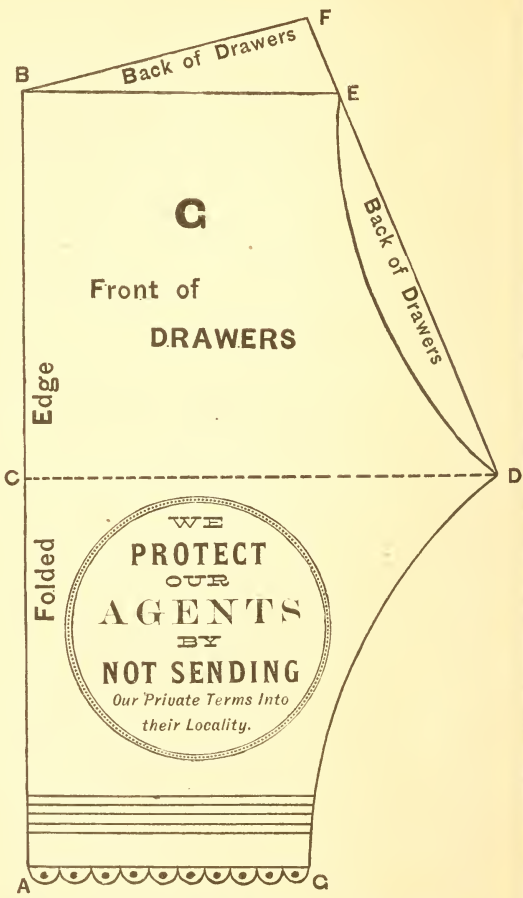 F
Back of Drawers
B
E
G
Back of Drawers
Front of
DRAWERS
Edge
C
D
Folded
WE
PROTECT
OUR
AGENTS
BY
NOT SENDING
Our Private Terms Into
their Locality.
A
G